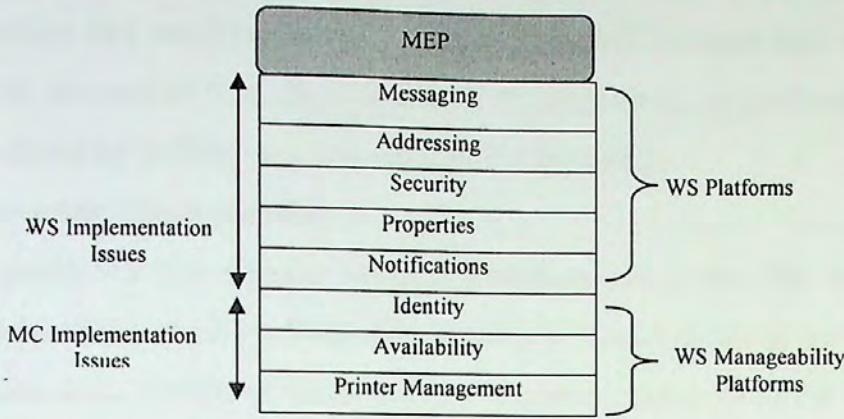 MEP
Messaging
Addressing
Security
Properties
Notifications
Identity
Availability
Printer Management
WS Implementation
Issues
MC Implementation
Issues
WS Platforms
WS Manageability
Platforms